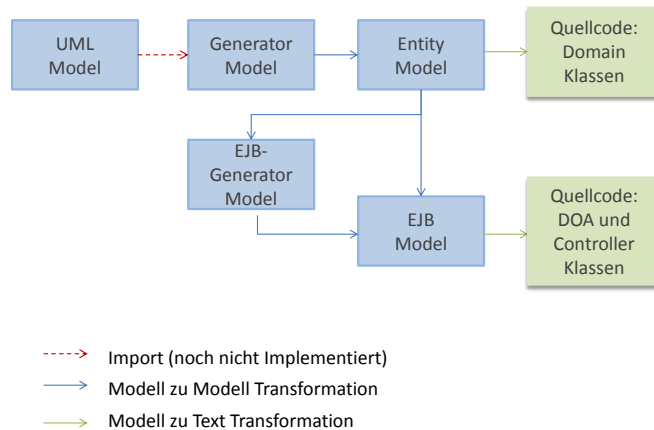 UML
Model
Generator
Model
Entity
Model
Quellcode:
Domain
Klassen
EJB-
Generator
Model
EJB
Model
Quellcode:
DOA und
Controller
Klassen
Import (noch nicht Implementiert)
Modell zu Modell Transformation
Modell zu Text Transformation